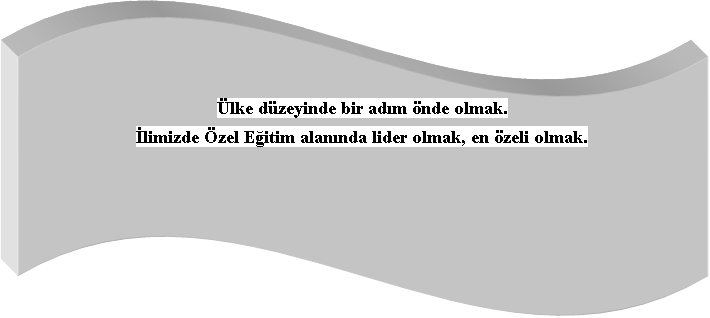 Ülke düzeyinde bir adım önde olmak.
İlimizde Özel Eğitim alanında lider olmak, en özeli olmak.